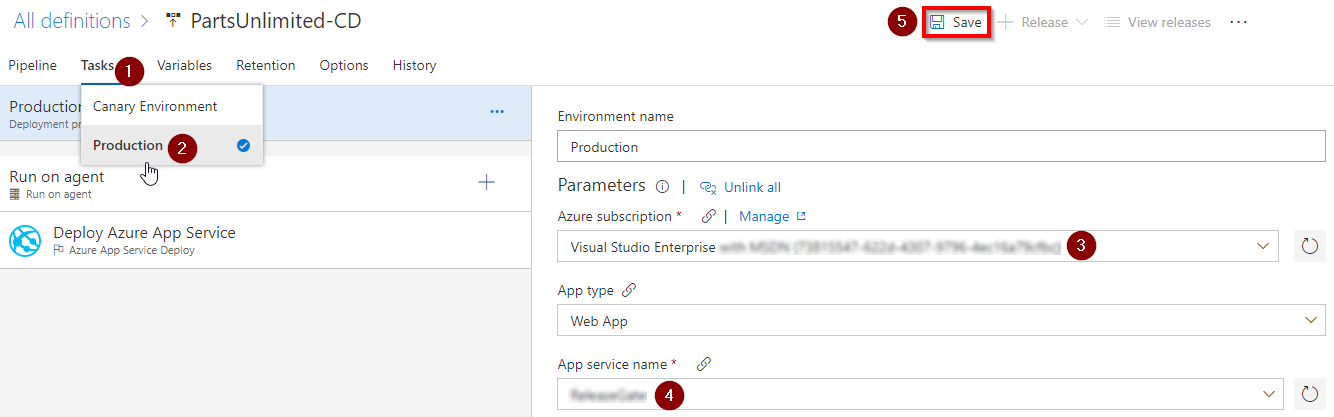 All definitions > PartsUnlimited-CD
5 Save Release View releases ...
Pipeline Tasks 1 Variables Retention Options History
Production ...
Deployment pr
Canary Environment
Production 2
Run on agent
Run on agent
Deploy Azure App Service
Azure App Service Deploy
Environment name
Production
Parameters | Unlink all
Azure subscription * | Manage
Visual Studio Enterprise 3
App type
Web App
App service name *
4